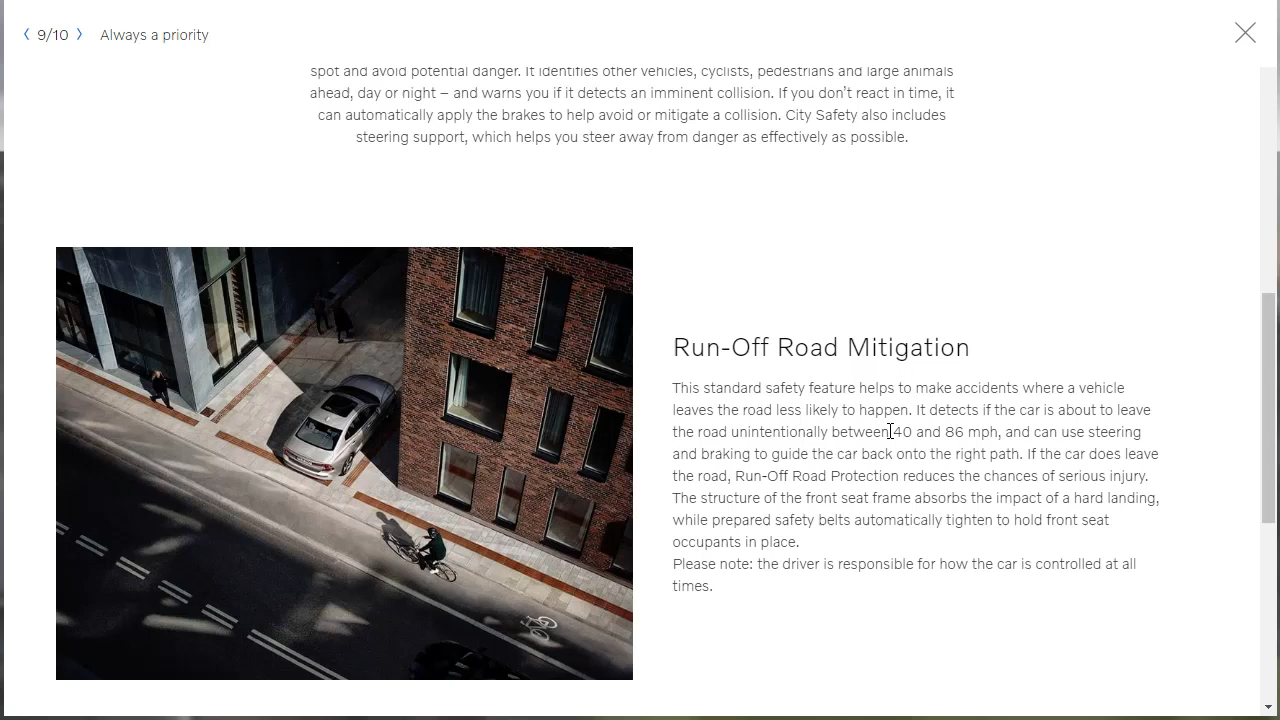 9/10 Always a priority
spot and avoid potential danger. It identifies other vehicles, cyclists, pedestrians and large animals
ahead, day or night – and warns you if it detects an imminent collision. If you don’t react in time, it
can automatically apply the brakes to help avoid or mitigate a collision. City Safety also includes
steering support, which helps you steer away from danger as effectively as possible.
Run-Off Road Mitigation
This standard safety feature helps to make accidents where a vehicle
leaves the road less likely to happen. It detects if the car is about to leave
the road unintentionally between 40 and 86 mph, and can use steering
and braking to guide the car back onto the right path. If the car does leave
the road, Run-Off Road Protection reduces the chances of serious injury.
The structure of the front seat frame absorbs the impact of a hard landing,
while prepared safety belts automatically tighten to hold front seat
occupants in place.
Please note: the driver is responsible for how the car is controlled at all
times.